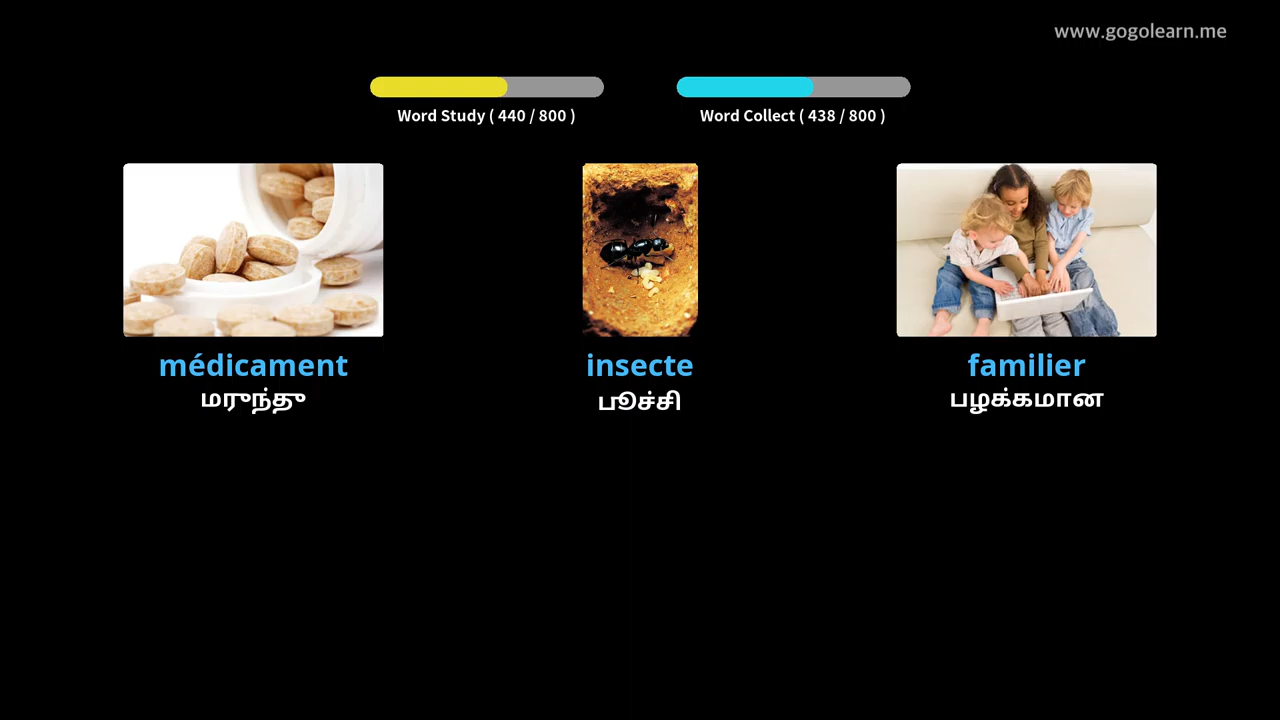 www.gogolearn.me
Word Study ( 440 / 800 )
Word Collect ( 438 / 800 )
médicament
insecte
familier
மருந்து
பூச்சி
பழக்கமான